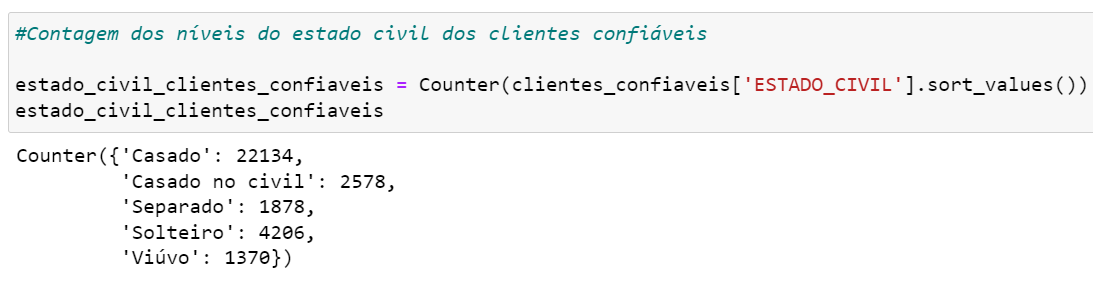 #Contagem dos níveis do estado civil dos clientes confiáveis
estado_civil_clientes_confiaveis = Counter(clientes_confiaveis['ESTADO_CIVIL'].sort_values())
estado_civil_clientes_confiaveis
Counter({'Casado': 22134,
'Casado no civil': 2578,
'Separado': 1878,
'Solteiro': 4206,
'Viúvo': 1370})